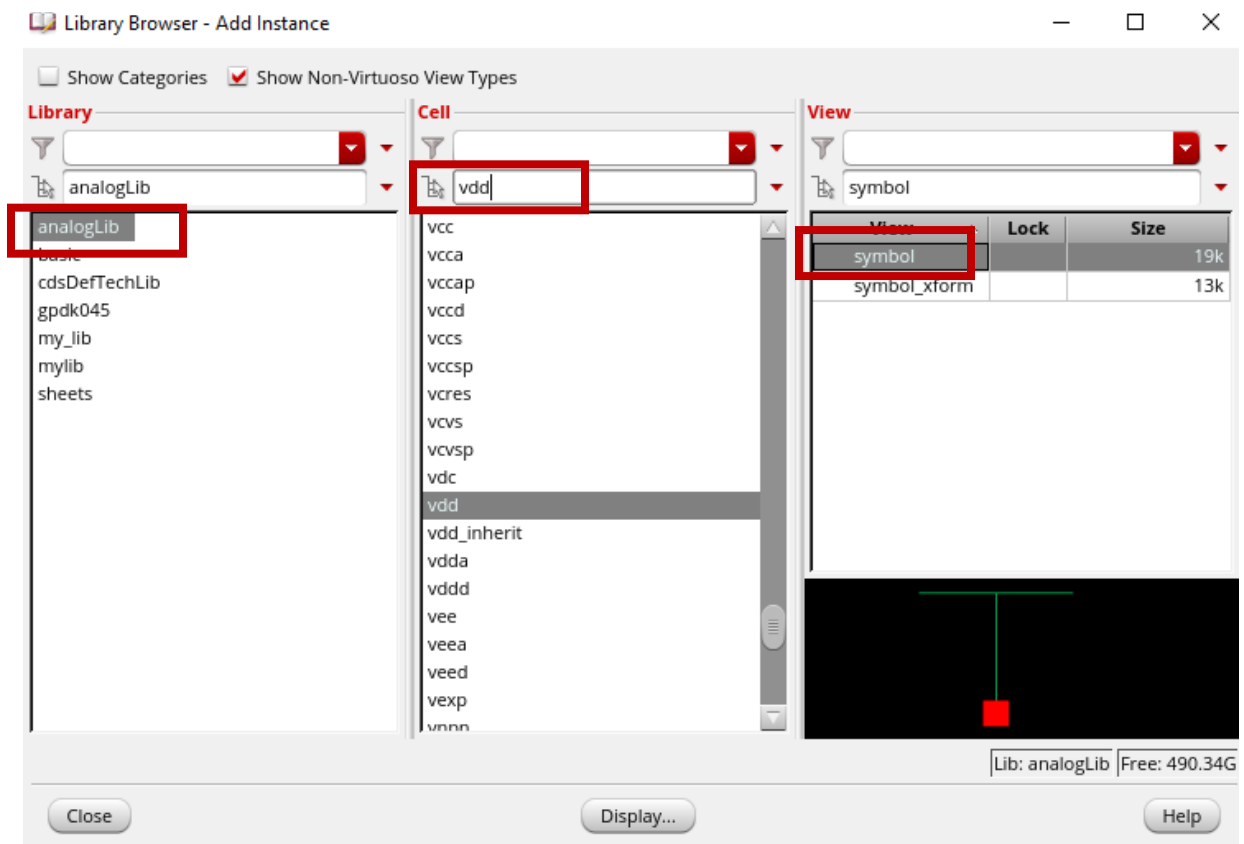 Library Browser - Add Instance
Show Categories
Show Non-Virtuoso View Types
Library
analogLib
analogLib
basic
cdsDefTechLib
gpdk045
my_lib
mylib
sheets
Cell
vdd
vcc
vcca
vccap
vccd
vccs
vccsp
vcres
vcvs
vcvsp
vdc
vdd
vdd_inherit
vdda
vddd
vee
veea
veed
vexp
View
symbol
View Lock Size
symbol 19k
symbol_xform 13k
Lib: analogLib Free: 490.34G
Close
Display...
Help